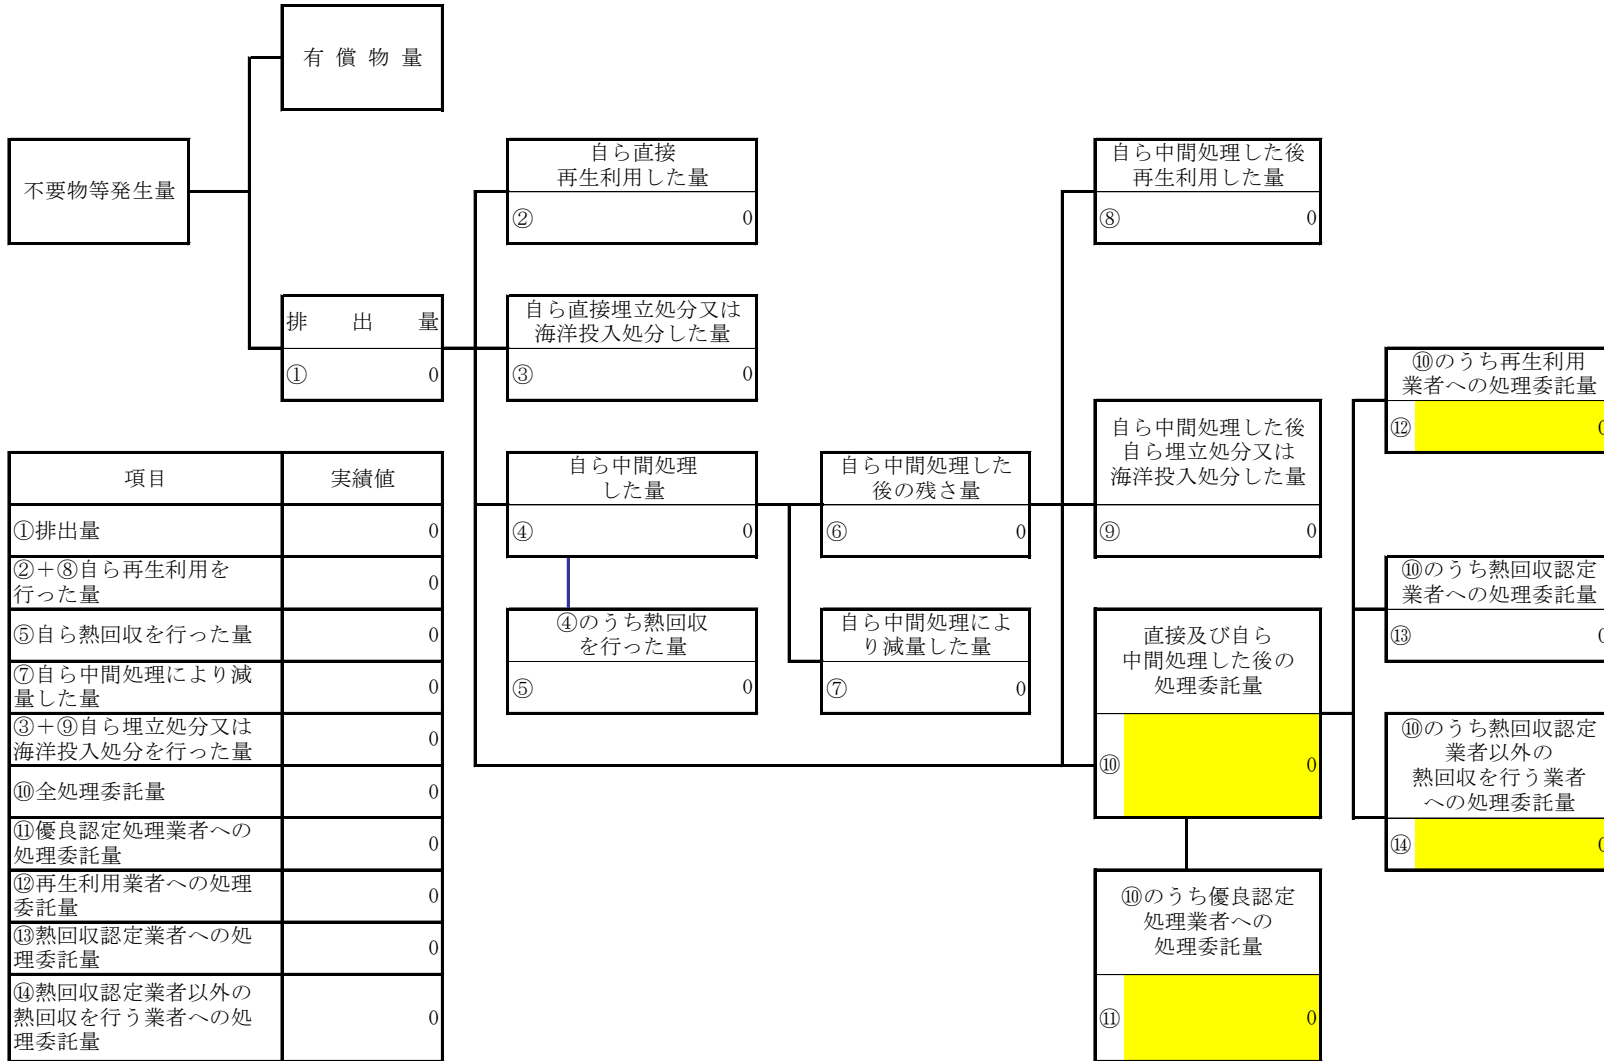 有 償 物 量
不要物等発生量
自ら直接
再生利用した量
② 0
自ら中間処理した後
再生利用した量
⑧ 0
排 出 量
① 0
自ら直接埋立処分又は
海洋投入処分した量
③ 0
⑩のうち再生利用
業者への処理委託量
⑫ 0
自ら中間処理
した量
④ 0
自ら中間処理した
後の残さ量
⑥ 0
自ら中間処理した後
自ら埋立処分又は
海洋投入処分した量
⑨ 0
⑩のうち熱回収認定
業者への処理委託量
⑬ 0
④のうち熱回収
を行った量
⑤ 0
自ら中間処理によ
り減量した量
⑦ 0
直接及び自ら
中間処理した後の
処理委託量
⑩ 0
⑩のうち熱回収認定
業者以外の
熱回収を行う業者
への処理委託量
⑭ 0
⑩のうち優良認定
処理業者への
処理委託量
⑪ 0
項目 実績値
①排出量 0
②＋⑧自ら再生利用を
行った量 0
⑤自ら熱回収を行った量 0
⑦自ら中間処理により減
量した量 0
③＋⑨自ら埋立処分又は
海洋投入処分を行った量 0
⑩全処理委託量 0
⑪優良認定処理業者への
処理委託量 0
⑫再生利用業者への処理
委託量 0
⑬熱回収認定業者への処
理委託量 0
⑭熱回収認定業者以外の
熱回収を行う業者への処
理委託量 0